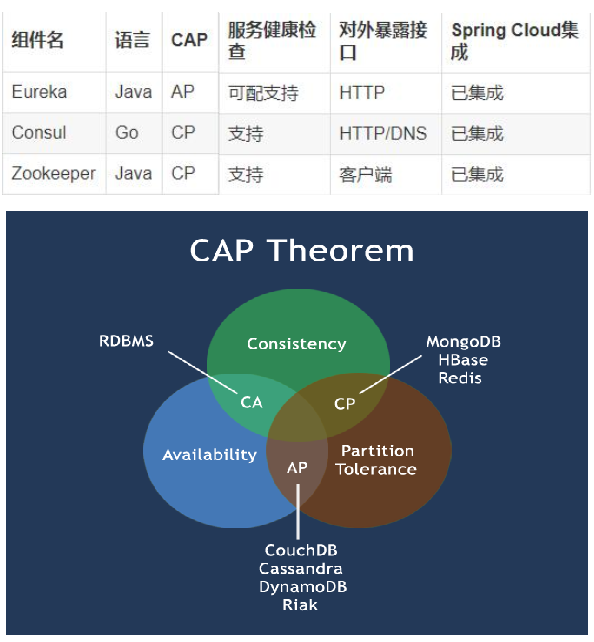 组件名 语言 CAP 服务健康检查 对外暴露接口 Spring Cloud集成
Eureka Java AP 可配支持 HTTP 已集成
Consul Go CP 支持 HTTP/DNS 已集成
Zookeeper Java CP 支持 客户端 已集成
CAP Theorem
RDBMS
Consistency
MongoDB
HBase
Redis
CA
CP
Availability
Partition
Tolerance
AP
CouchDB
Cassandra
DynamoDB
Riak